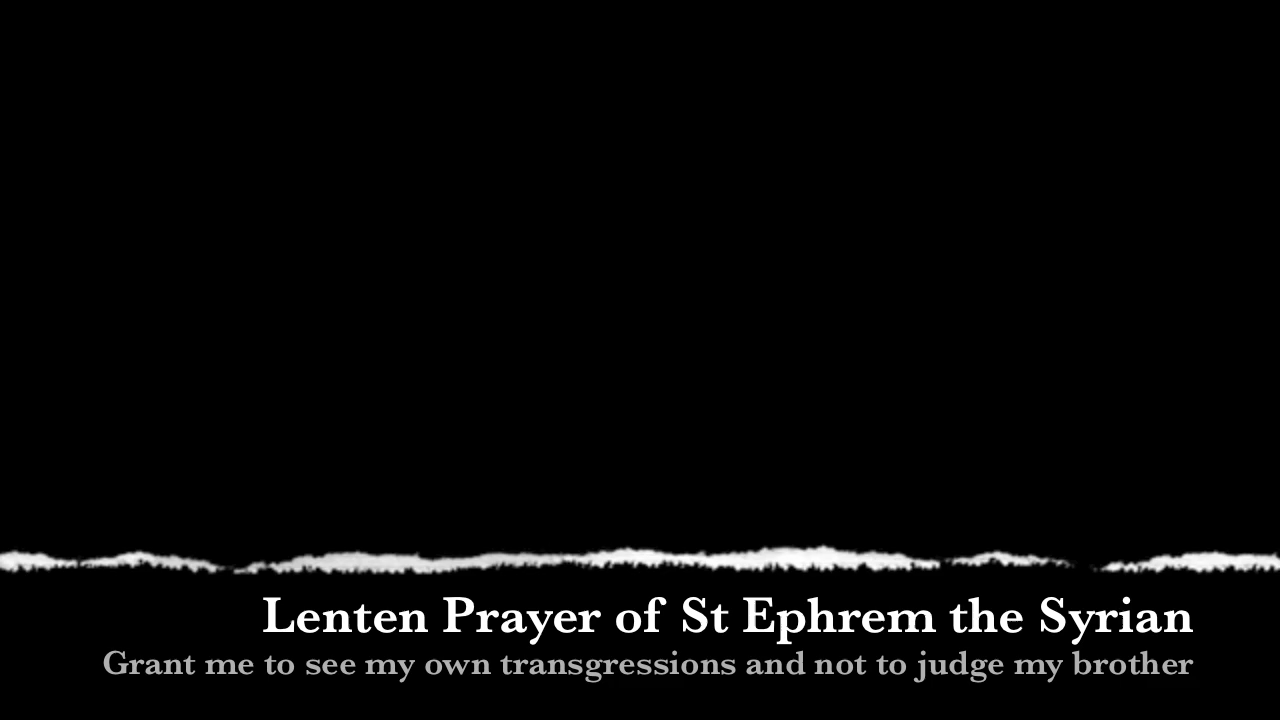 Lenten Prayer of St Ephrem the Syrian
Grant me to see my own transgressions and not to judge my brother